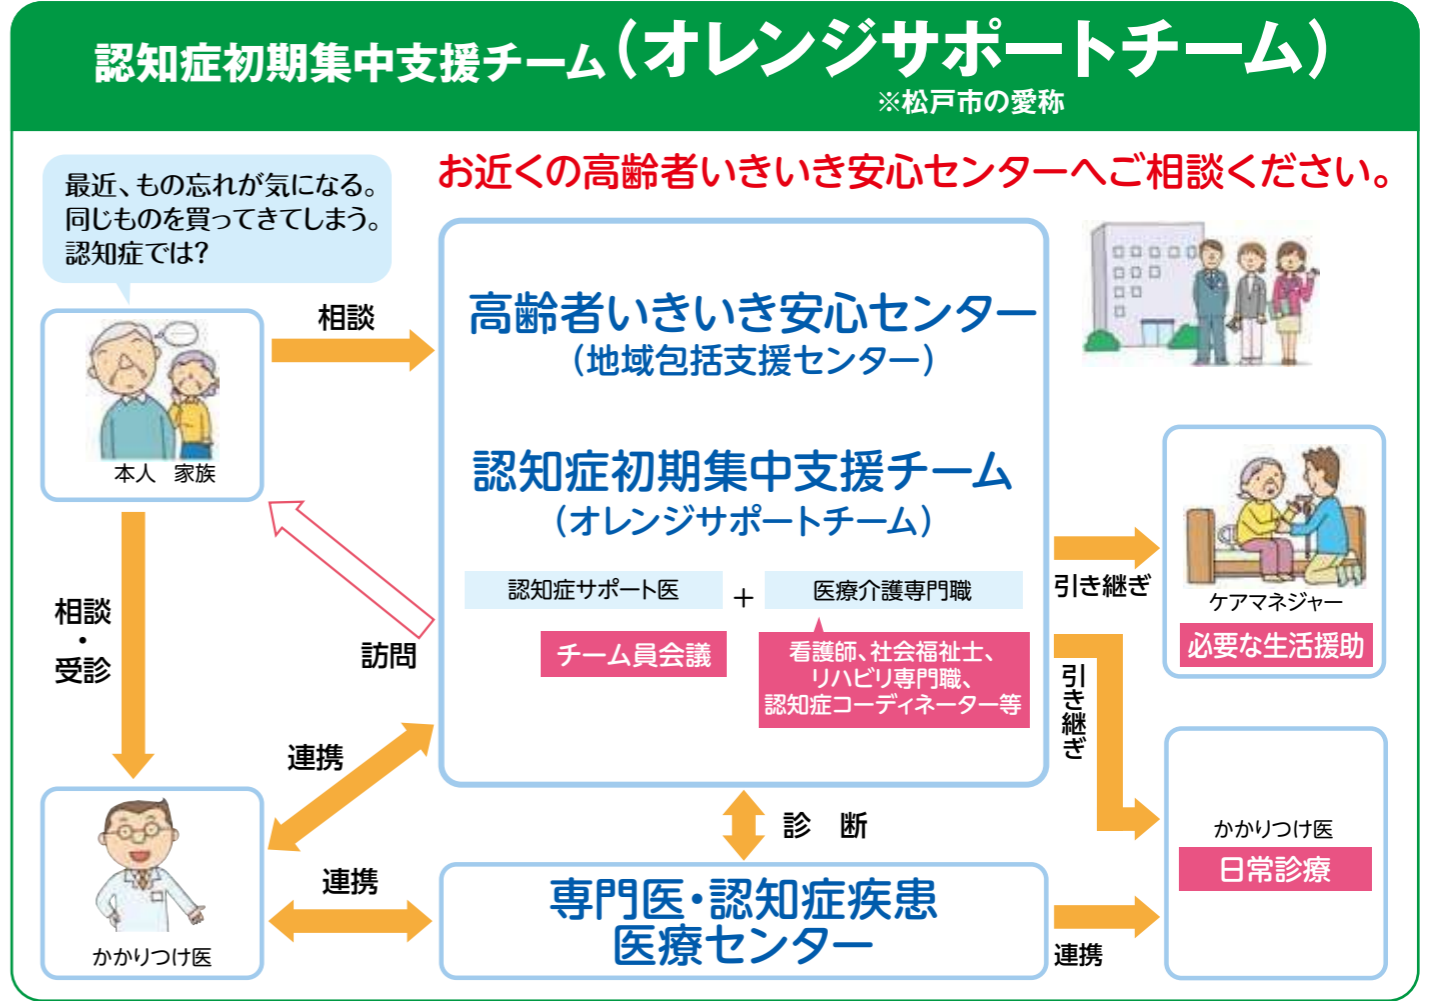 認知症初期集中支援チーム(オレンジサポートチーム)
※松戸市の愛称
お近くの高齢者いきいき安心センターへご相談ください。
最近、もの忘れが気になる。
同じものを買ってきてしまう。
認知症では?
本人 家族
相談
高齢者いきいき安心センター
(地域包括支援センター)
認知症初期集中支援チーム
(オレンジサポートチーム)
認知症サポート医
+
医療介護専門職
チーム員会議
看護師、社会福祉士、
リハビリ専門職、
認知症コーディネーター等
訪問
相談
・
受診
連携
かかりつけ医
連携
診 断
専門医・認知症疾患
医療センター
引き継ぎ
ケアマネジャー
必要な生活援助
引き継ぎ
かかりつけ医
日常診療
連携